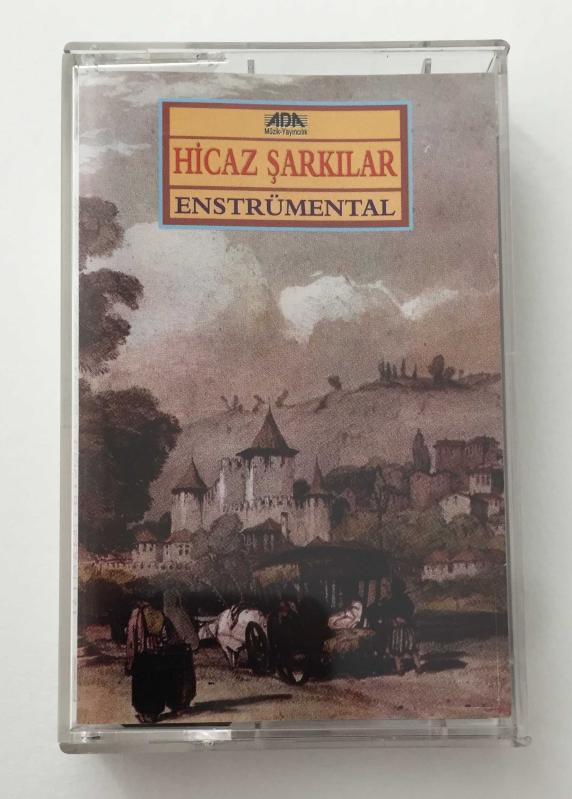 ADA
Müzik-Yayıncılık
HİCAZ ŞARKILAR
ENSTRÜMENTAL